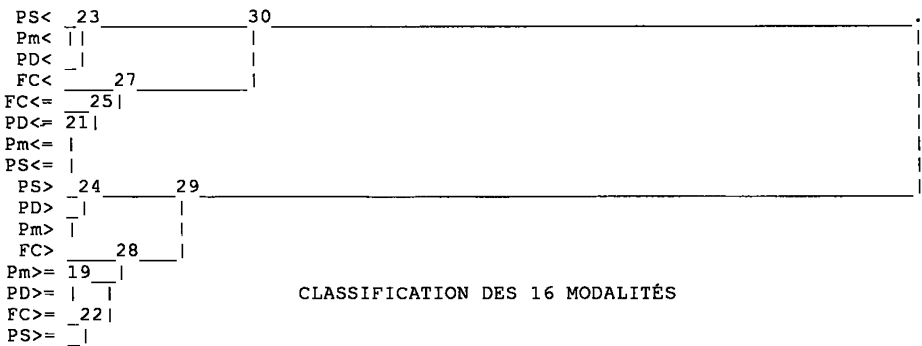 PS< 23 30
Pm<
PD<
FC< 27
FC<= 25
PD<= 21
Pm<=
PS<=
PS> 24 29
PD>
Pm>
FC> 28
Pm>= 19
PD>= CLASSIFICATION DES 16 MODALITÉS
FC>= 22
PS>=